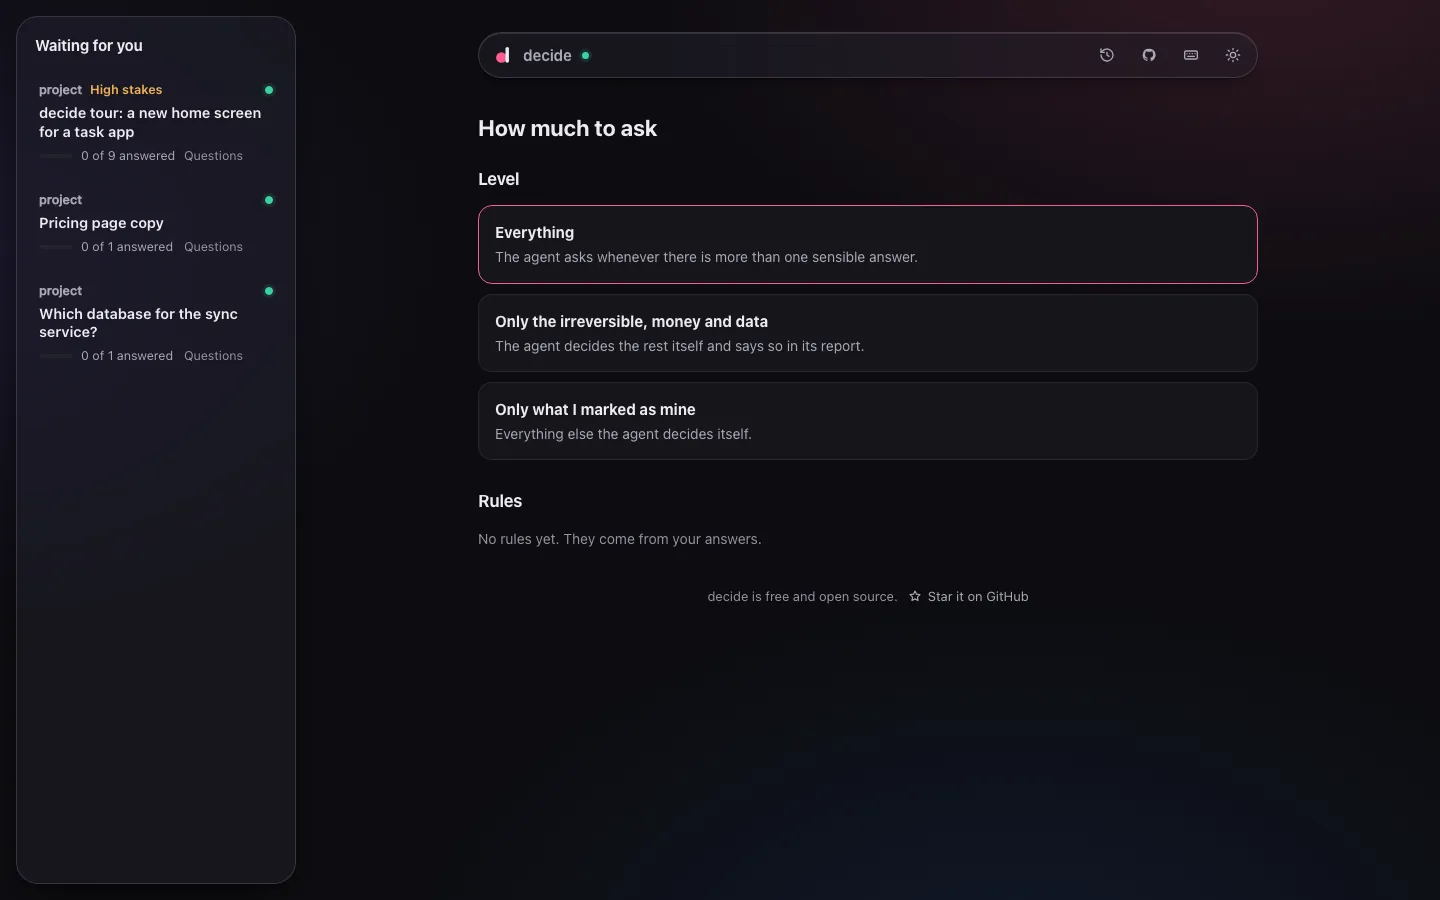 Waiting for you
project High stakes
decide tour: a new home screen
for a task app
0 of 9 answered Questions
project
Pricing page copy
0 of 1 answered Questions
project
Which database for the sync
service?
0 of 1 answered Questions
decide
How much to ask
Level
Everything
The agent asks whenever there is more than one sensible answer.
Only the irreversible, money and data
The agent decides the rest itself and says so in its report.
Only what I marked as mine
Everything else the agent decides itself.
Rules
No rules yet. They come from your answers.
decide is free and open source. Star it on GitHub